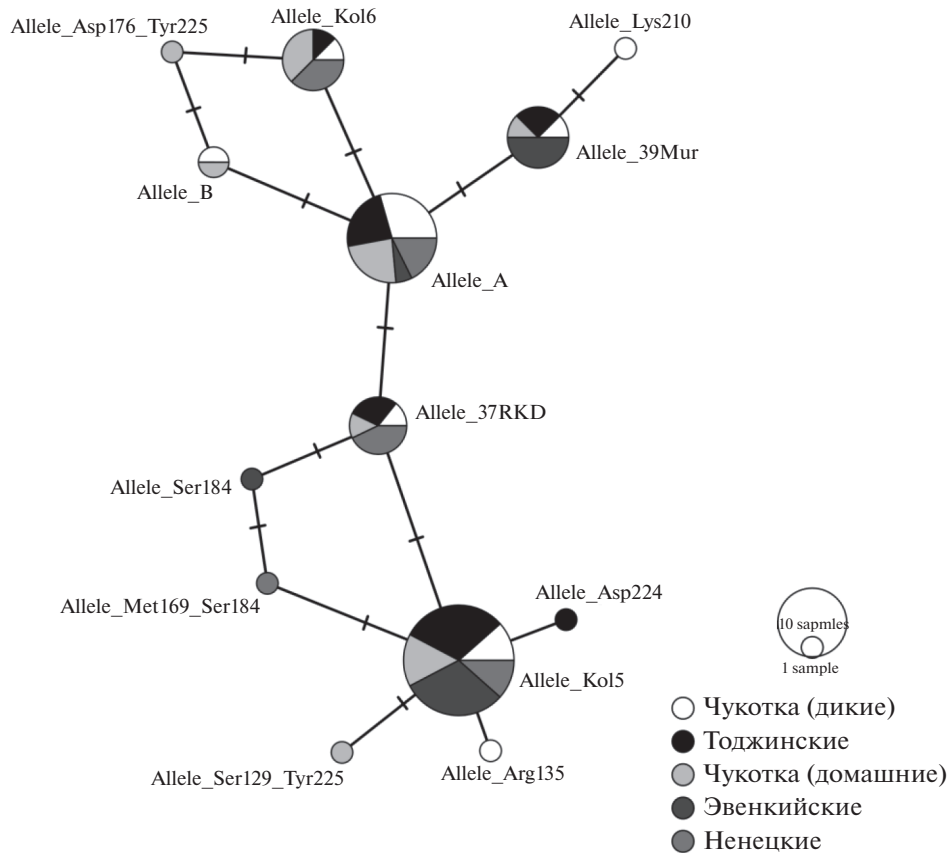 Allele_Kol6
Allele_Lys210
Allele_Asp176_Tyr225
Allele_39Mur
Allele_B
Allele_A
Allele_37RKD
Allele_Ser184
Allele_Met169_Ser184
Allele_Asp224
10 sapmles
1 sample
Allele_Kol5
Чукотка (дикие)
Тоджинские
Allele_Ser129_Tyr225
Allele_Arg135
Чукотка (домашние)
Эвенкийские
Ненецкие